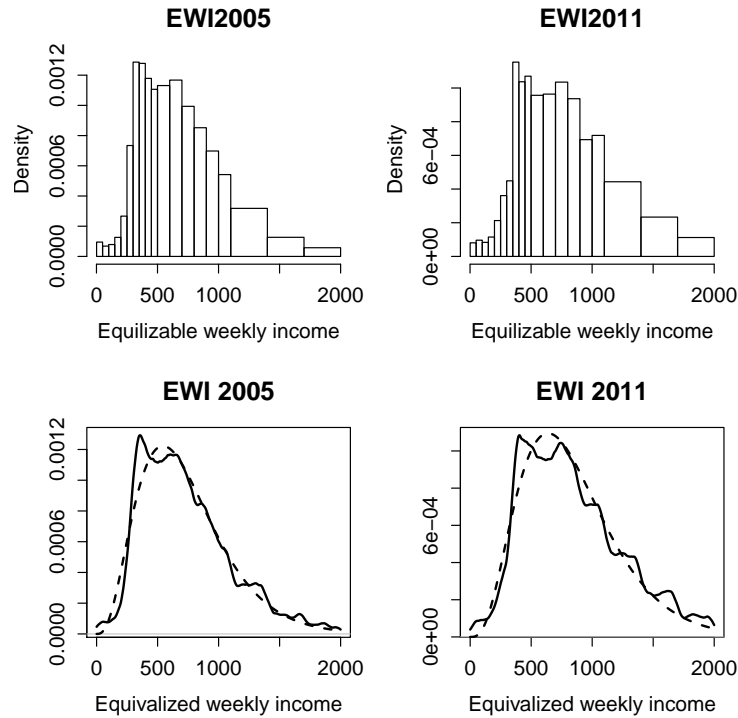 EWI2005
Density
0.0000
0.0006
0.0012
0
500
1000
2000
Equilizable weekly income
EWI2011
Density
0e+00
6e−04
0
500
1000
2000
Equilizable weekly income
EWI 2005
0.0000
0.0006
0.0012
0
500
1000
2000
Equivalized weekly income
EWI 2011
0e+00
6e−04
0
500
1000
2000
Equivalized weekly income